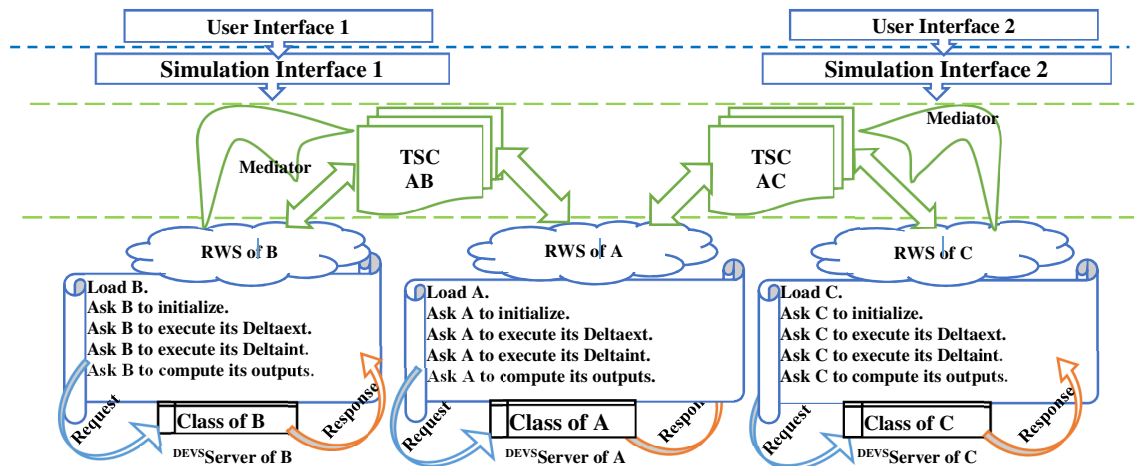 User Interface 1
User Interface 2
Simulation Interface 1
Simulation Interface 2
Mediator
TSC
AB
TSC
AC
Mediator
RWS of B
RWS of A
RWS of C
Load B.
Ask B to initialize.
Ask B to execute its Deltaext.
Ask B to execute its Deltaint.
Ask B to compute its outputs.
Load A.
Ask A to initialize.
Ask A to execute its Deltaext.
Ask A to execute its Deltaint.
Ask A to compute its outputs.
Load C.
Ask C to initialize.
Ask C to execute its Deltaext.
Ask C to execute its Deltaint.
Ask C to compute its outputs.
Request
Class of B
Response
Request
Class of A
Response
Request
Class of C
Response
DEVSServer of B
DEVSServer of A
DEVSServer of C